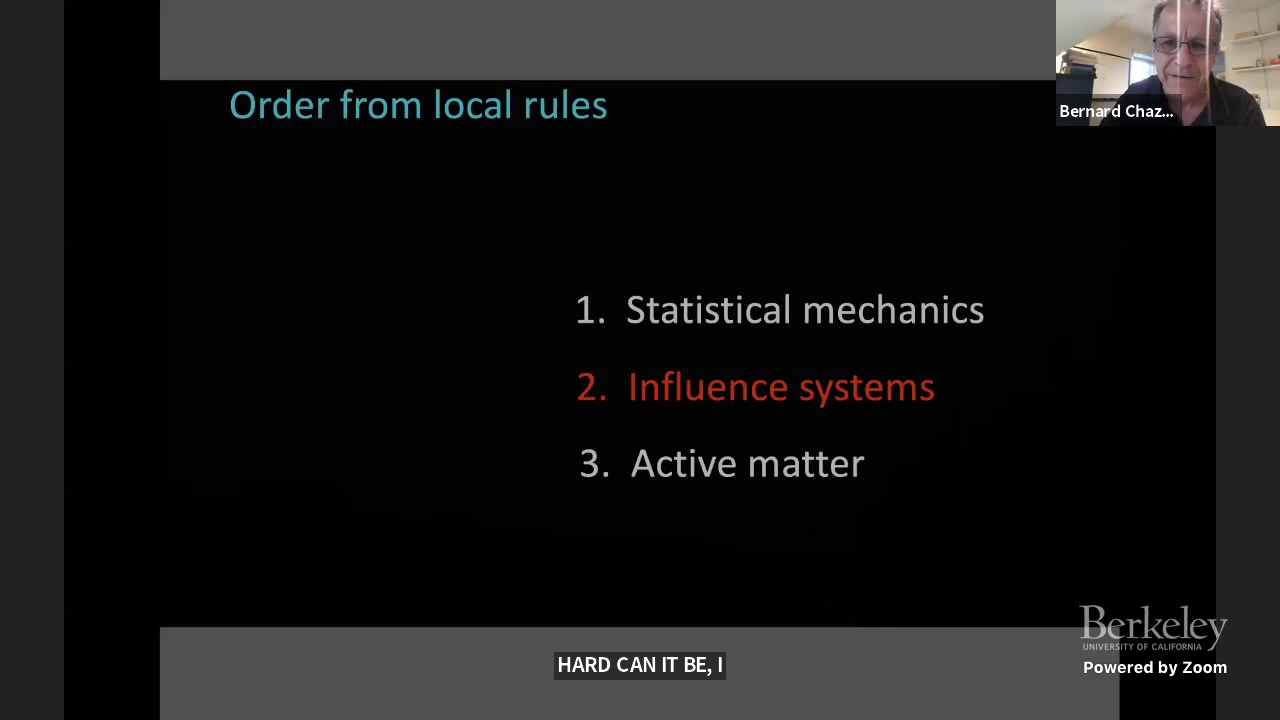 Order from local rules
Bernard Chaz...
1. Statistical mechanics
2. Influence systems
3. Active matter
Berkeley
UNIVERSITY OF CALIFORNIA
HARD CAN IT BE, I
Powered by Zoom